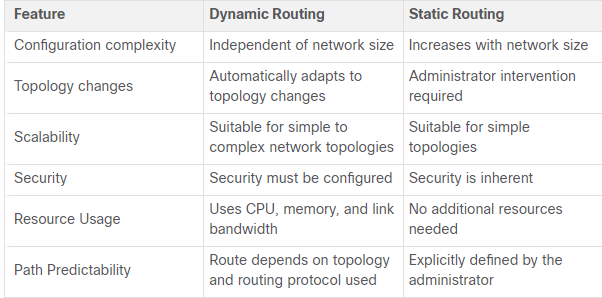 Feature Dynamic Routing Static Routing
Configuration complexity Independent of network size Increases with network size
Topology changes Automatically adapts to topology changes Administrator intervention required
Scalability Suitable for simple to complex network topologies Suitable for simple topologies
Security Security must be configured Security is inherent
Resource Usage Uses CPU, memory, and link bandwidth No additional resources needed
Path Predictability Route depends on topology and routing protocol used Explicitly defined by the administrator